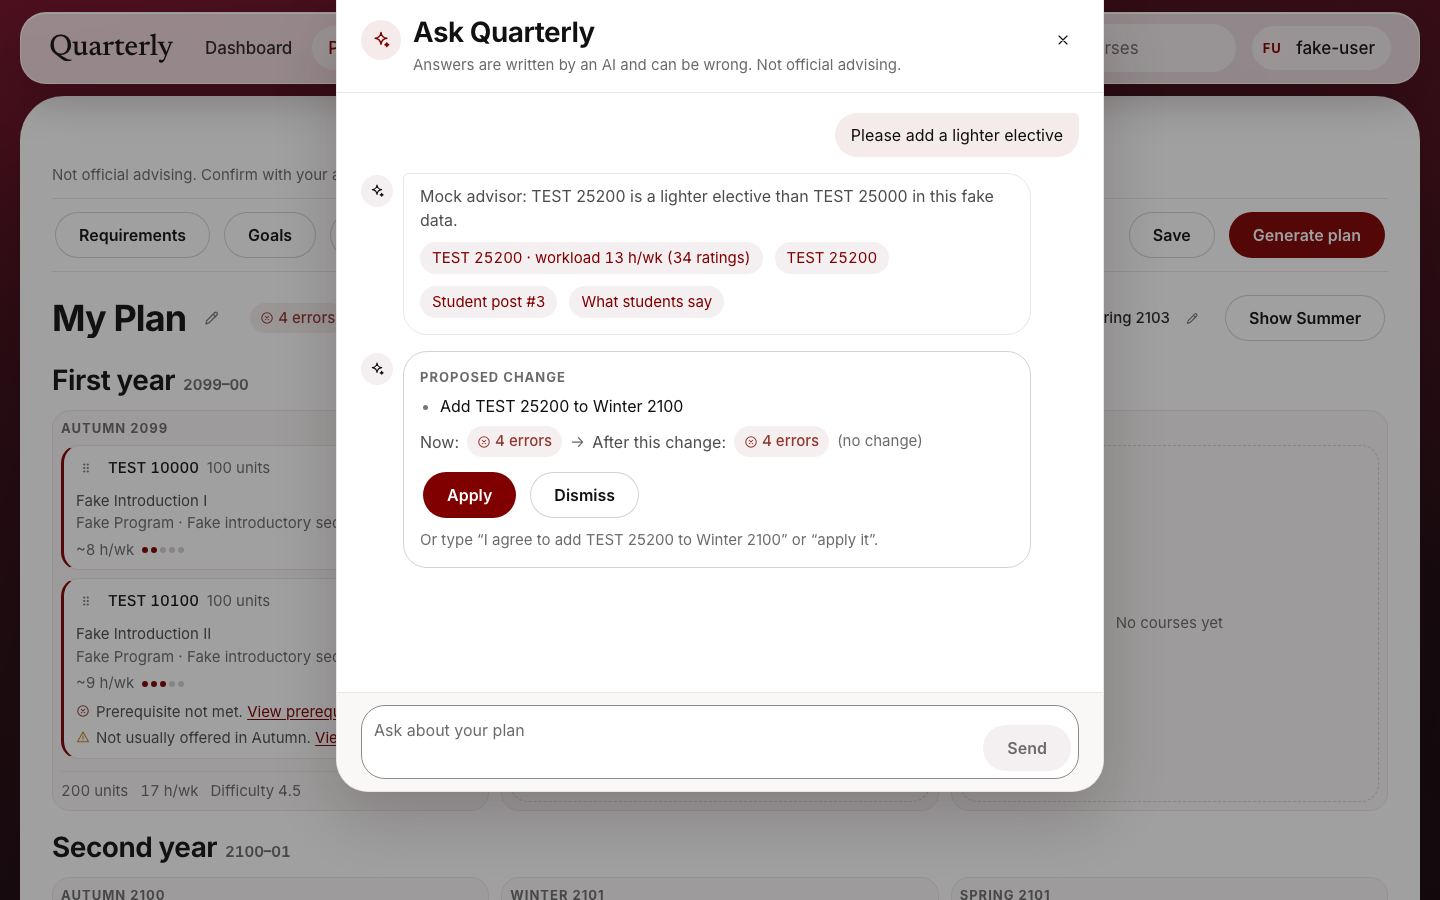 Quarterly
Dashboard
FU fake-user
Ask Quarterly
Answers are written by an AI and can be wrong. Not official advising.
Please add a lighter elective
Mock advisor: TEST 25200 is a lighter elective than TEST 25000 in this fake
data.
TEST 25200 · workload 13 h/wk (34 ratings)
TEST 25200
Student post #3
What students say
PROPOSED CHANGE
• Add TEST 25200 to Winter 2100
Now: 4 errors → After this change: 4 errors (no change)
Apply
Dismiss
Or type “I agree to add TEST 25200 to Winter 2100” or “apply it”.
Ask about your plan
Send
Not official advising. Confirm with your
Requirements
Goals
Save
Generate plan
My Plan
4 errors
2103
Show Summer
First year 2099–00
AUTUMN 2099
TEST 10000 100 units
Fake Introduction I
Fake Program · Fake introductory
~8 h/wk
TEST 10100 100 units
Fake Introduction II
Fake Program · Fake introductory
~9 h/wk
Prerequisite not met. View
Not usually offered in Autumn.
200 units 17 h/wk Difficulty 4.5
No courses yet
Second year 2100–01
AUTUMN 2100
WINTER 2101
SPRING 2101